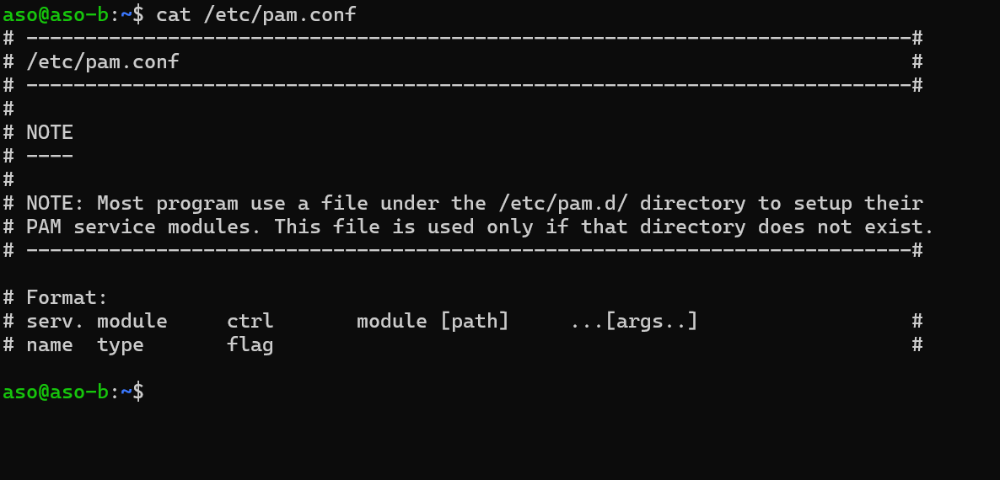 aso@aso-b:~$ cat /etc/pam.conf
# ---------------------------------------------------------------------------#
# /etc/pam.conf                                                              #
# ---------------------------------------------------------------------------#
#
# NOTE
# ----
#
# NOTE: Most program use a file under the /etc/pam.d/ directory to setup their
# PAM service modules. This file is used only if that directory does not exist.
# ---------------------------------------------------------------------------#

# Format:
# serv. module     ctrl       module [path]     ...[args..]                  #
# name  type       flag                                                      #

aso@aso-b:~$